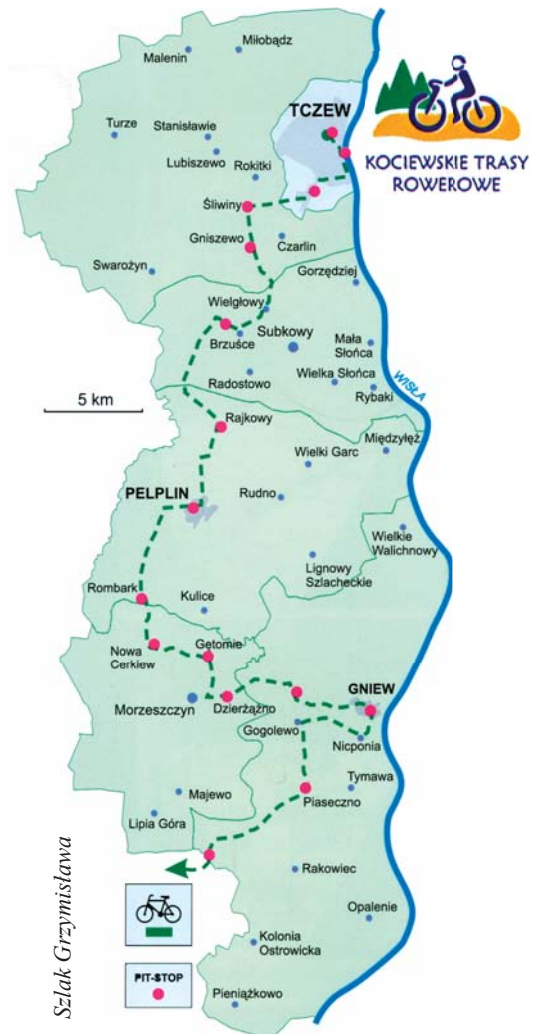 Malenin
Miłobądz
TCZEW
KOCIEWSKIE TRASY
ROWEROWE
Turze
Stanisławie
Lubiszewo
Rokitki
Śliwiny
Gniszewo
Czarlin
Swarożyn
Gorzędziej
Wielgłowy
Subkowy
Brzuśce
Mała
Słońca
Radostowo
Wielka Słońca
Rybaki
WISŁA
5 km
Rajkowy
Międzyłęż
Wielki Garc
PELPLIN
Rudno
Wielkie
Walichnowy
Lignowy
Szlacheckie
Rombark
Kulice
Nowa
Cerkiew
Getomie
GNIEW
Morzeszczyn
Dzierżążno
Gogolewo
Nicponia
Tymawa
Majewo
Piaseczno
Lipia Góra
Rakowiec
Opalenie
Kolonia
Ostrowicka
Pieniążkowo
Szlak Grzymisława
PIT-STOP